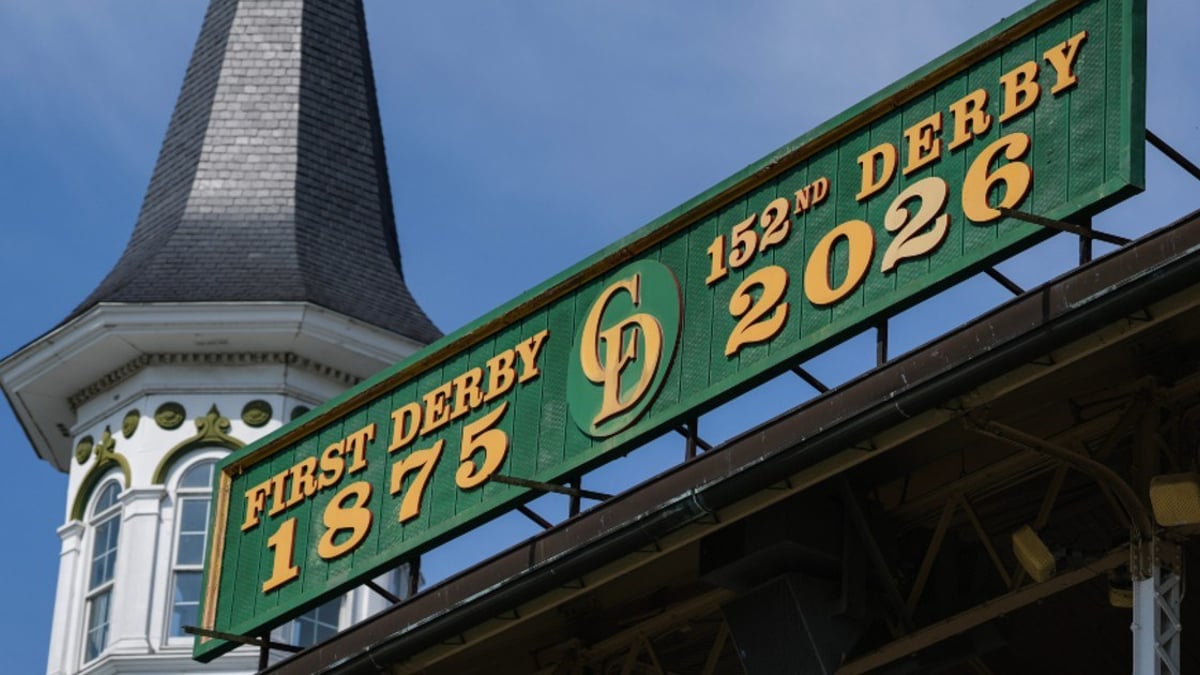 FIRST DERBY
1875
CD
152ND DERBY
2026